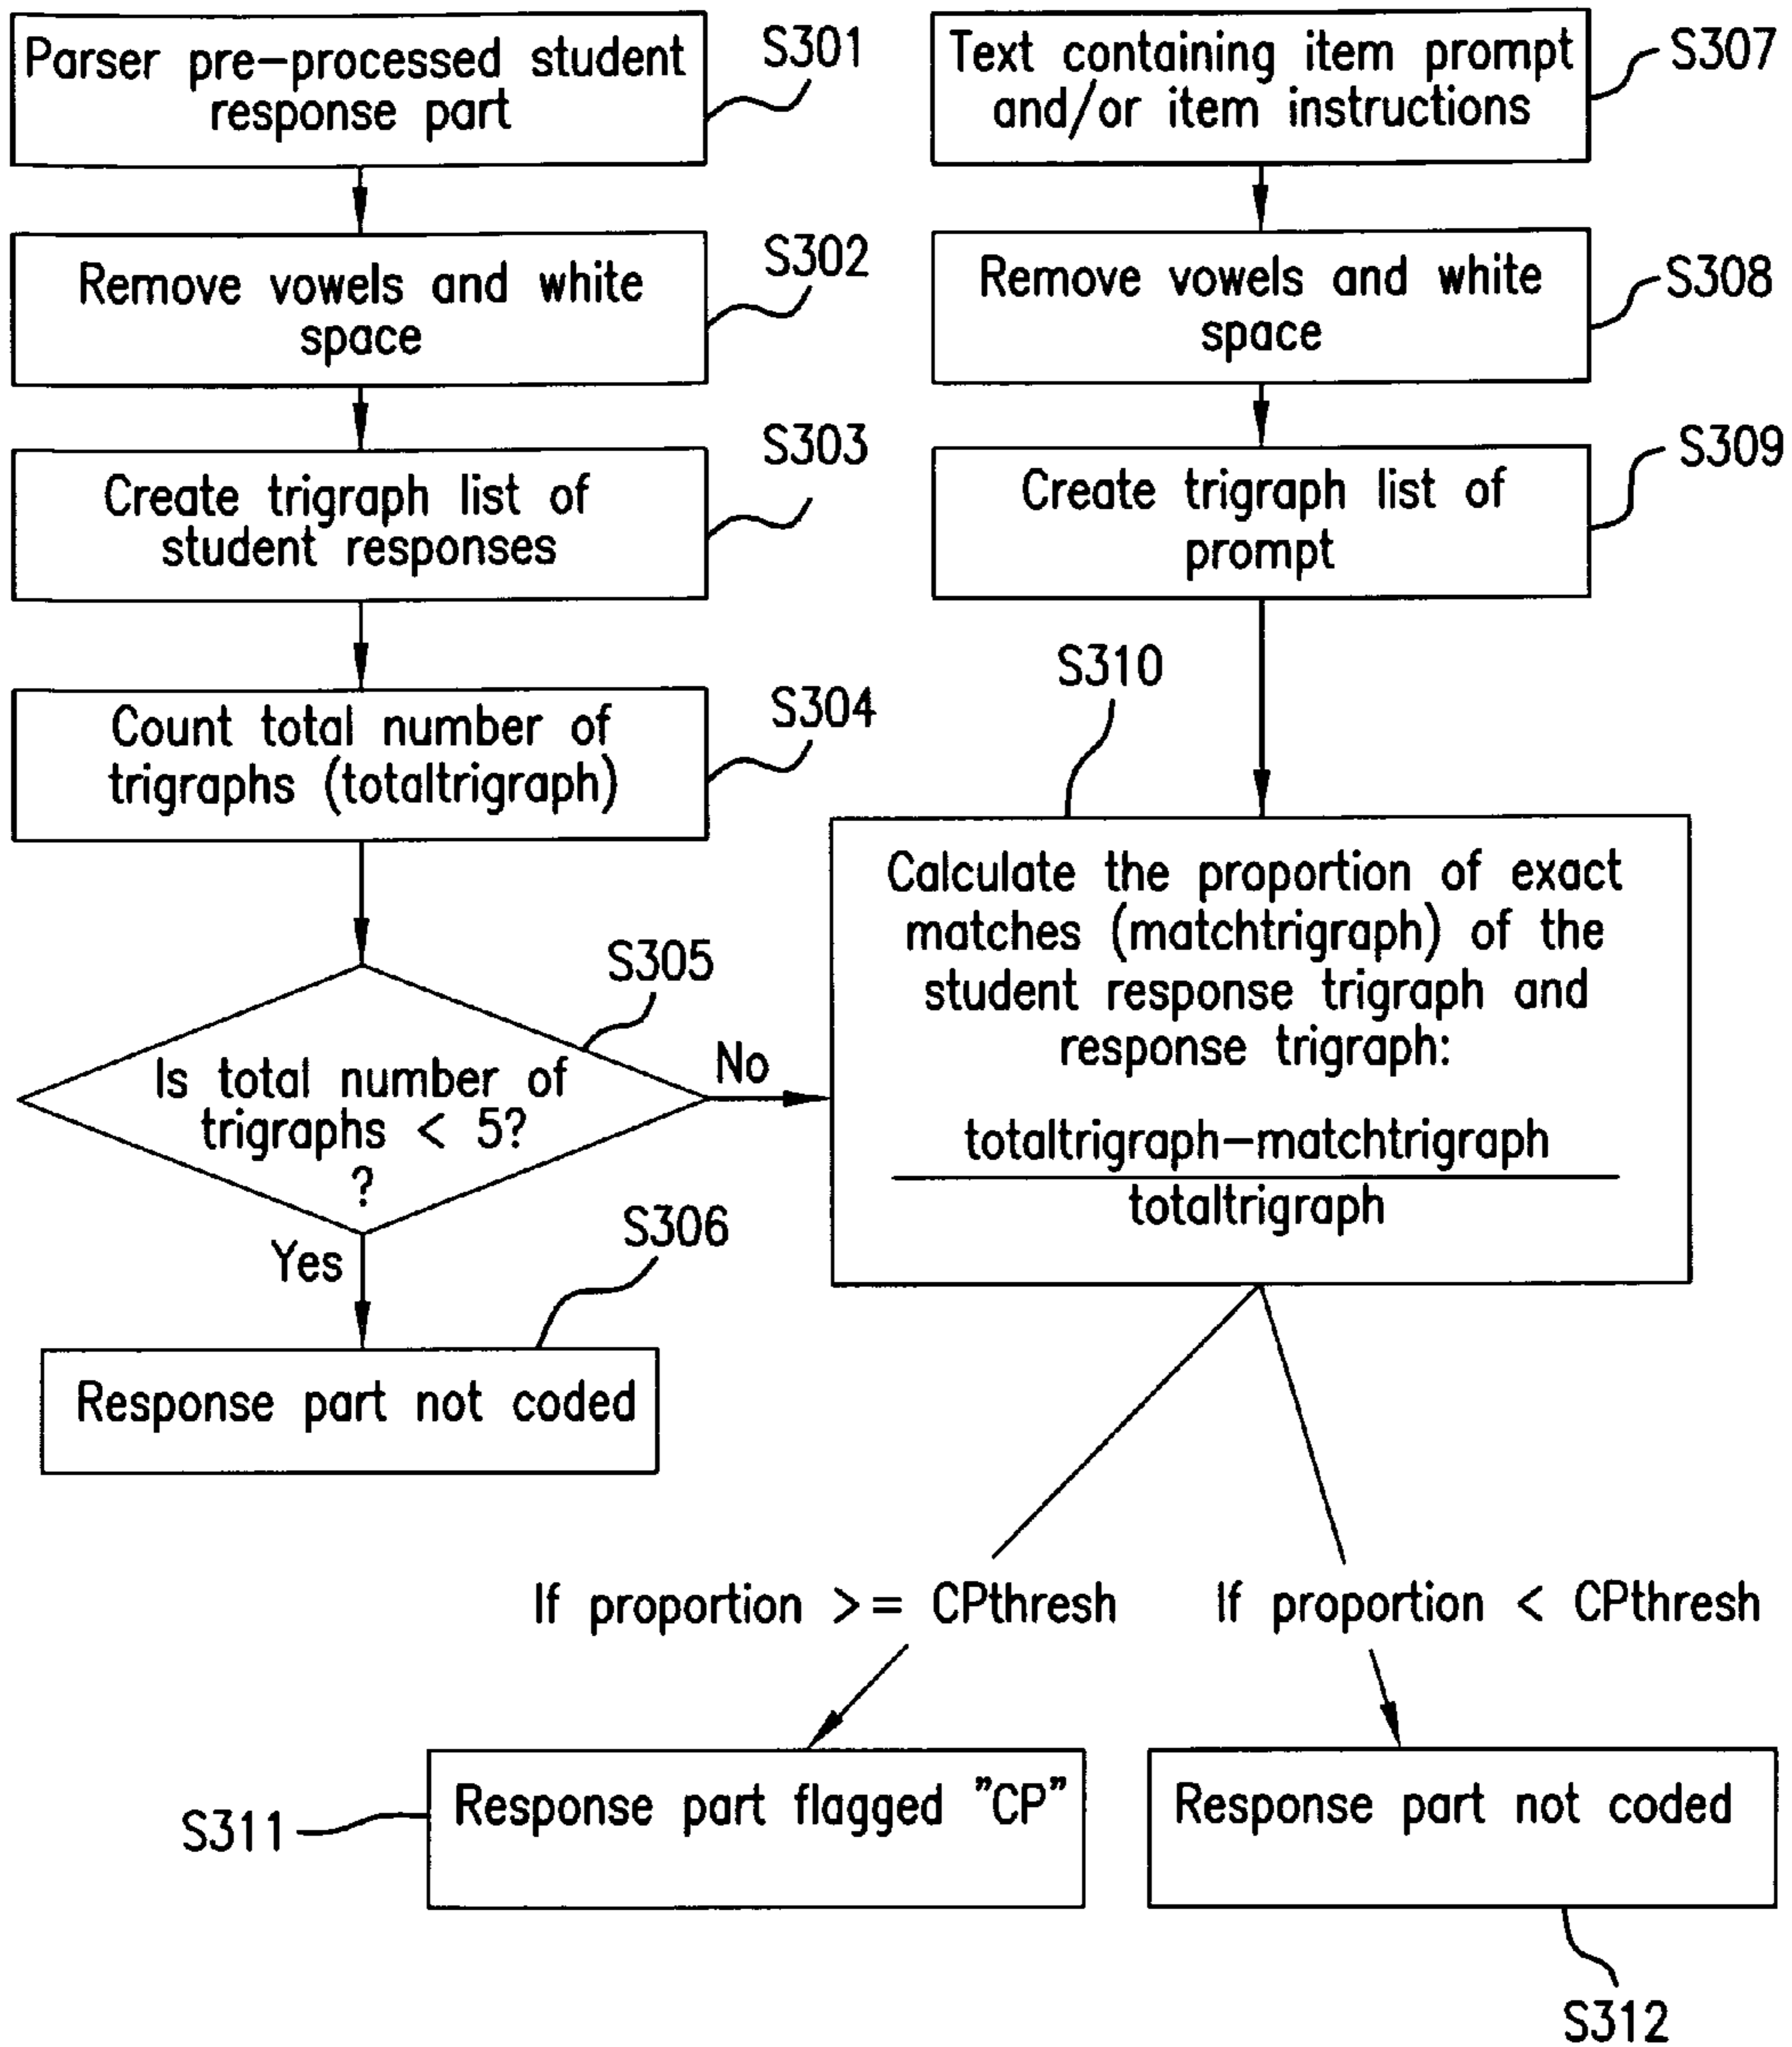 Parser pre-processed student
response part
S301
Remove vowels and white
space
S302
Create trigraph list of
student responses
S303
Count total number of
trigraphs (totaltrigraph)
S304
Is total number of
trigraphs < 5?
?
S305
No
Yes
S306
Response part not coded
Text containing item prompt
and/or item instructions
S307
Remove vowels and white
space
S308
Create trigraph list of
prompt
S309
S310
Calculate the proportion of exact
matches (matchtrigraph) of the
student response trigraph and
response trigraph:
totaltrigraph-matchtrigraph
totaltrigraph
If proportion >= CPthresh
If proportion < CPthresh
Response part flagged "CP"
S311
Response part not coded
S312